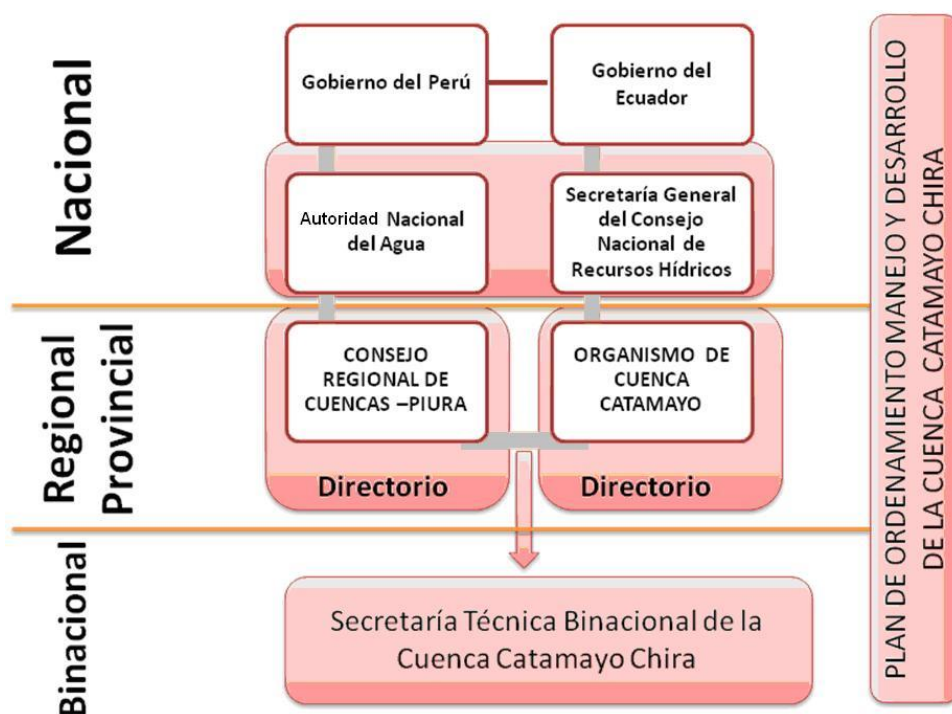 Nacional
Gobierno del Perú
Gobierno del
Ecuador
Autoridad Nacional
del Agua
Secretaría General
del Consejo
Nacional de
Recursos Hídricos
Regional
Provincial
CONSEJO
REGIONAL DE
CUENCAS –PIURA
ORGANISMO DE
CUENCA
CATAMAYO
Directorio
Directorio
Binacional
Secretaría Técnica Binacional de la
Cuenca Catamayo Chira
PLAN DE ORDENAMIENTO MANEJO Y DESARROLLO
DE LA CUENCA CATAMAYO CHIRA